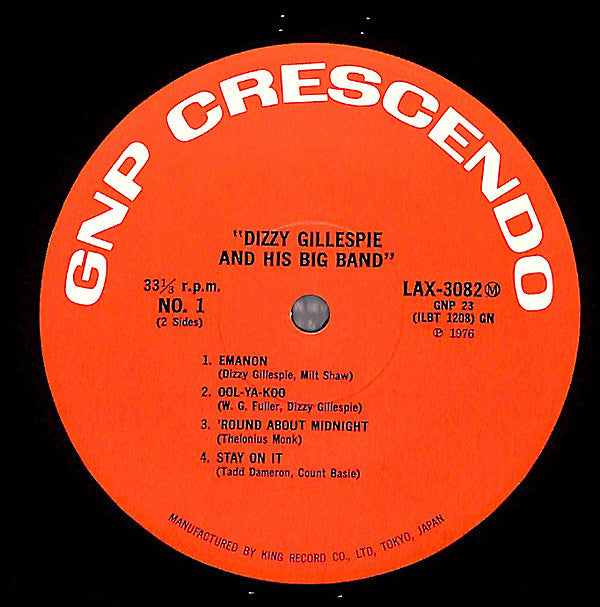 GNP CRESCENDO
"DIZZY GILLESPIE
AND HIS BIG BAND"
33⅓ r.p.m.
NO. 1
(2 Sides)
LAX-3082 Ⓜ
GNP 23
(ILBT 1208) GN
Ⓟ 1976
1. EMANON
(Dizzy Gillespie, Milt Shaw)
2. OOL-YA-KOO
(W. G. Fuller, Dizzy Gillespie)
3. 'ROUND ABOUT MIDNIGHT
(Thelonius Monk)
4. STAY ON IT
(Tadd Dameron, Count Basie)
MANUFACTURED BY KING RECORD CO., LTD, TOKYO, JAPAN